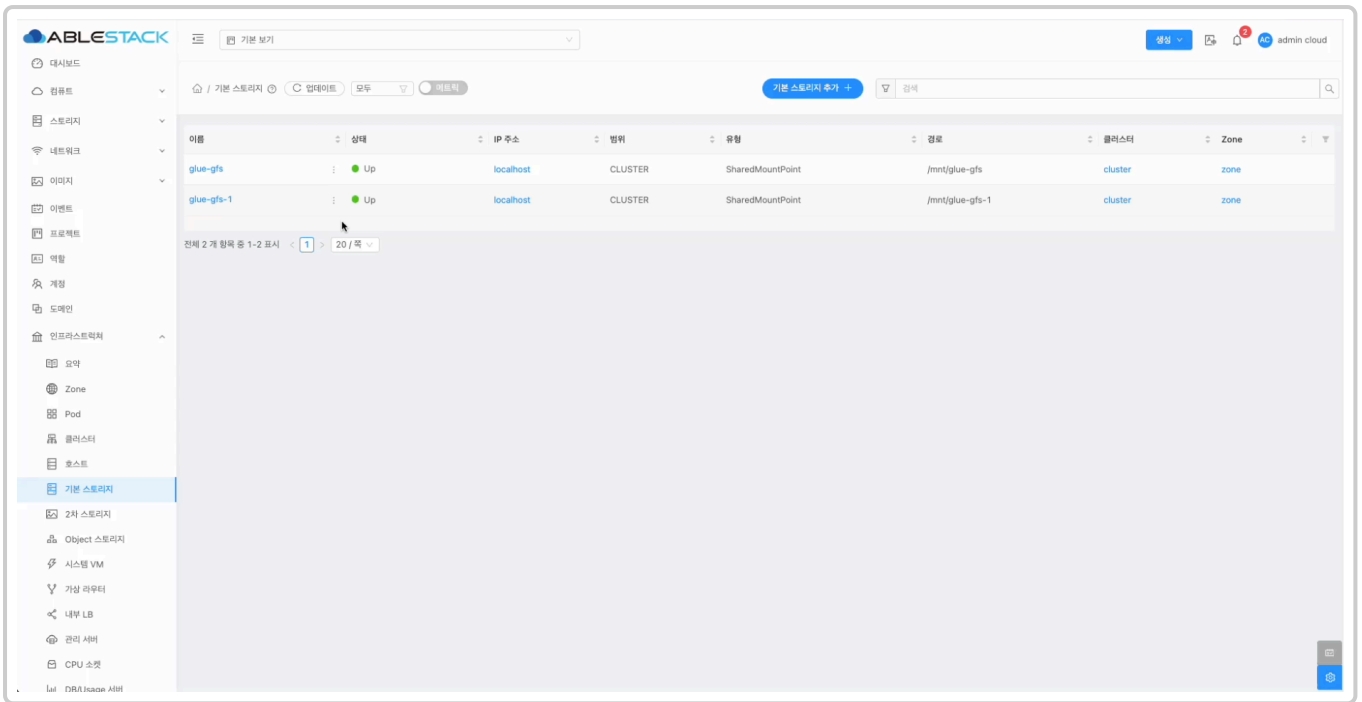 ABLESTACK
기본 보기
생성
2
AC
admin cloud
대시보드
컴퓨트
스토리지
네트워크
이미지
이벤트
프로젝트
역할
계정
도메인
인프라스트럭쳐
요약
Zone
Pod
클러스터
호스트
기본 스토리지
2차 스토리지
Object 스토리지
시스템 VM
가상 라우터
내부 LB
관리 서버
CPU 소켓
DB/Usage 서버
/ 기본 스토리지
업데이트
모두
메트릭
기본 스토리지 추가 +
검색
이름 상태 IP 주소 범위 유형 경로 클러스터 Zone
glue-gfs Up localhost CLUSTER SharedMountPoint /mnt/glue-gfs cluster zone
glue-gfs-1 Up localhost CLUSTER SharedMountPoint /mnt/glue-gfs-1 cluster zone
전체 2 개 항목 중 1-2 표시 < 1 > 20 / 쪽